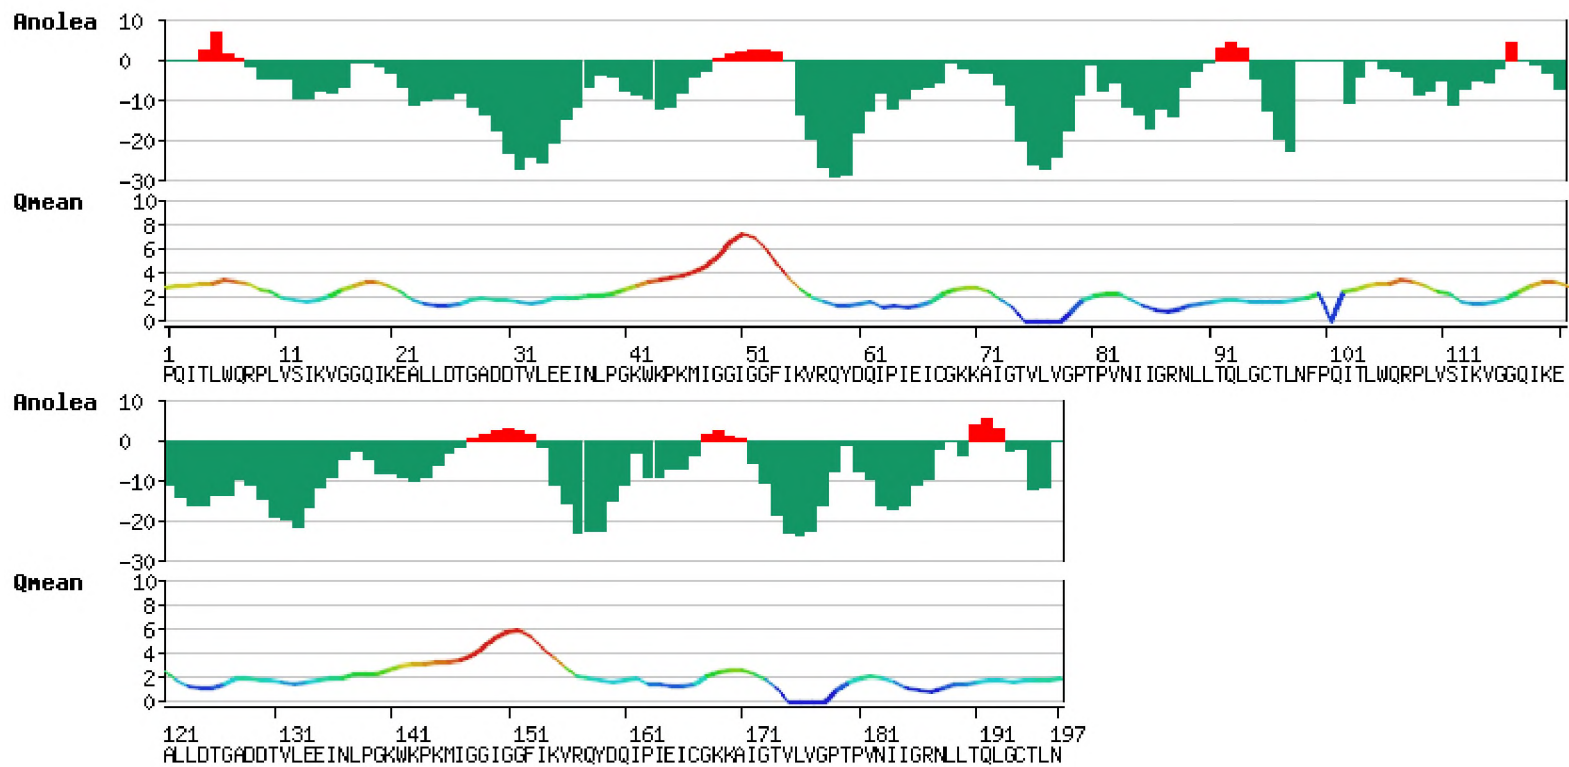 Anolea
10
0
-10
-20
-30
Qmean
10
8
6
4
2
0
1 11 21 31 41 51 61 71 81 91 101 111
PQITLWQRPLVSIKVGGQIKEALLDTGADDTVLEEINLPGKWKPKMIGGIGGFIKVRQYDQIPIEICGKKAIGTVLVGPTPVNIIGRNLLTQLGCTLNFPQITLWQRPLVSIKVGGQIKE
Anolea
10
0
-10
-20
-30
Qmean
10
8
6
4
2
0
121 131 141 151 161 171 181 191 197
ALLDTGADDTVLEEINLPGKWKPKMIGGIGGFIKVRQYDQIPIEICGKKAIGTVLVGPTPVNIIGRNLLTQLGCTLN